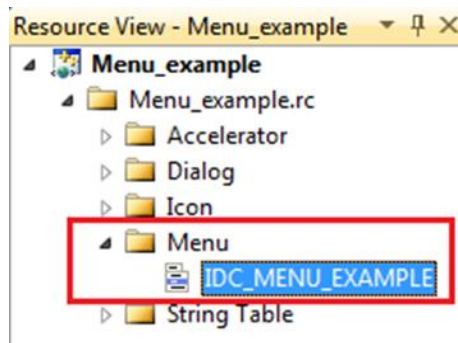 Resource View - Menu_example
Menu_example
Menu_example.rc
Accelerator
Dialog
Icon
Menu
IDC_MENU_EXAMPLE
String Table